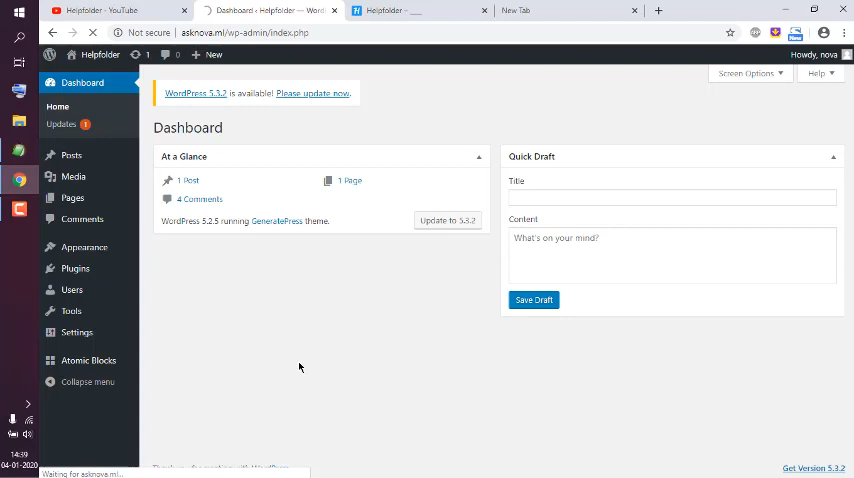 Helpfolder - YouTube
Dashboard ‹ Helpfolder — Word
Helpfolder – ___
New Tab
Not secure
asknova.ml/wp-admin/index.php
New
Helpfolder
1
0
New
Howdy, nova
Dashboard
Screen Options
Help
Home
Updates 1
WordPress 5.3.2 is available! Please update now.
Dashboard
Posts
Media
Pages
Comments
Appearance
Plugins
Users
Tools
Settings
Atomic Blocks
Collapse menu
At a Glance
1 Post
1 Page
4 Comments
WordPress 5.2.5 running GeneratePress theme.
Update to 5.3.2
Quick Draft
Title
Content
What's on your mind?
Save Draft
14:39
04-01-2020
Waiting for asknova.ml...
Get Version 5.3.2